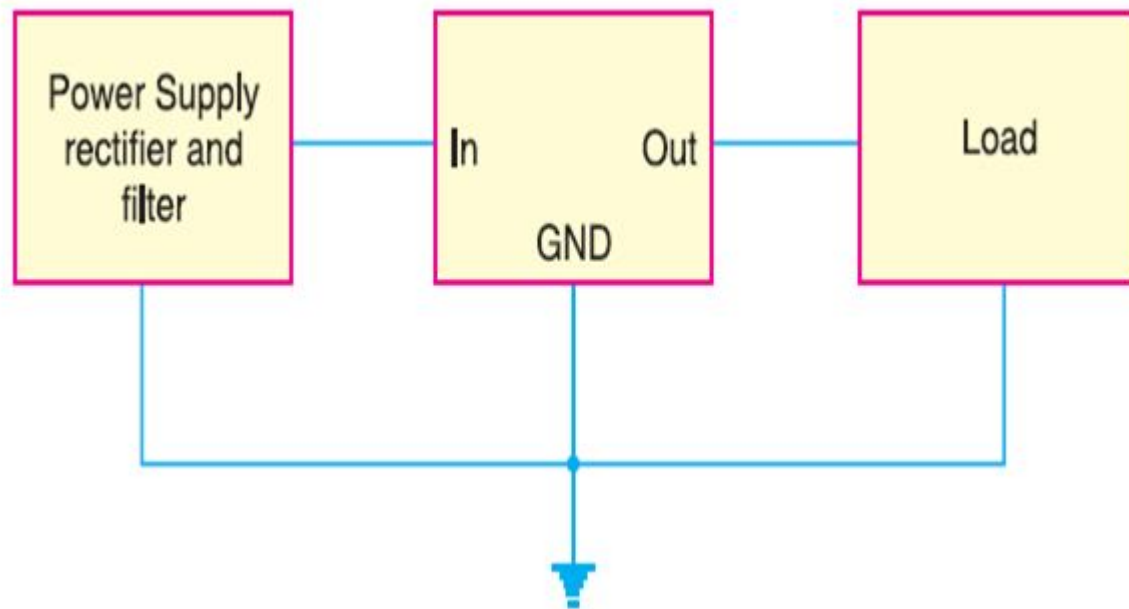 Power Supply
rectifier and
filter
In
Out
GND
Load